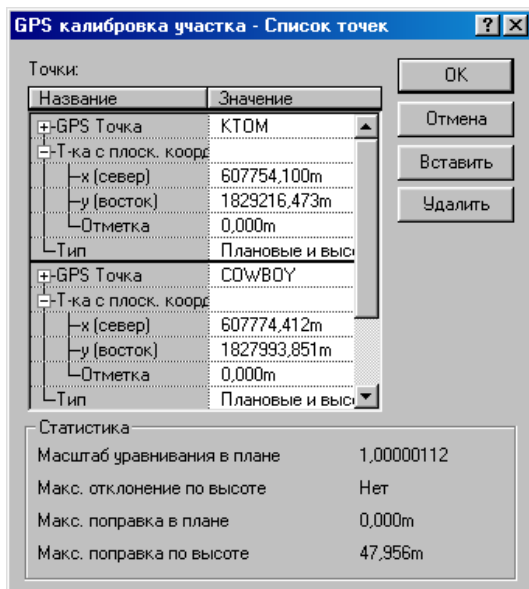 GPS калибровка участка - Список точек
Точки:
Название Значение
GPS Точка KTOM
Т-ка с плоск. коорд
x (север) 607754,100m
y (восток) 1829216,473m
Отметка 0,000m
Тип Плановые и высо
GPS Точка COWBOY
Т-ка с плоск. коорд
x (север) 607774,412m
y (восток) 1827993,851m
Отметка 0,000m
Тип Плановые и высо
OK
Отмена
Вставить
Удалить
Статистика
Масштаб уравнивания в плане 1,00000112
Макс. отклонение по высоте Нет
Макс. поправка в плане 0,000m
Макс. поправка по высоте 47,956m